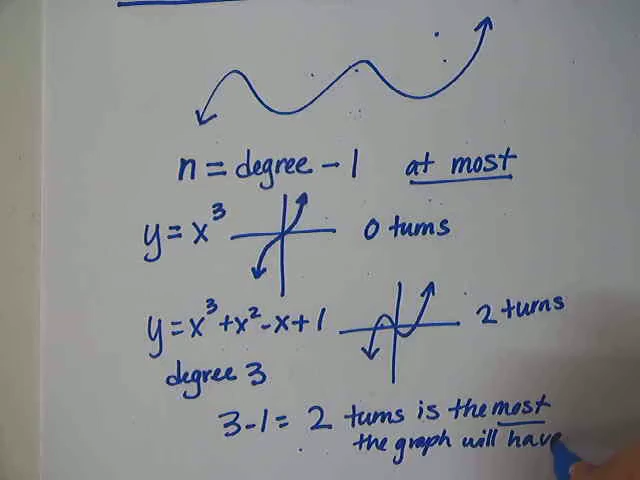 n = degree - 1 at most
y = x³ 0 turns
y = x³ + x² - x + 1 2 turns
degree 3
3 - 1 = 2 turns is the most
the graph will have